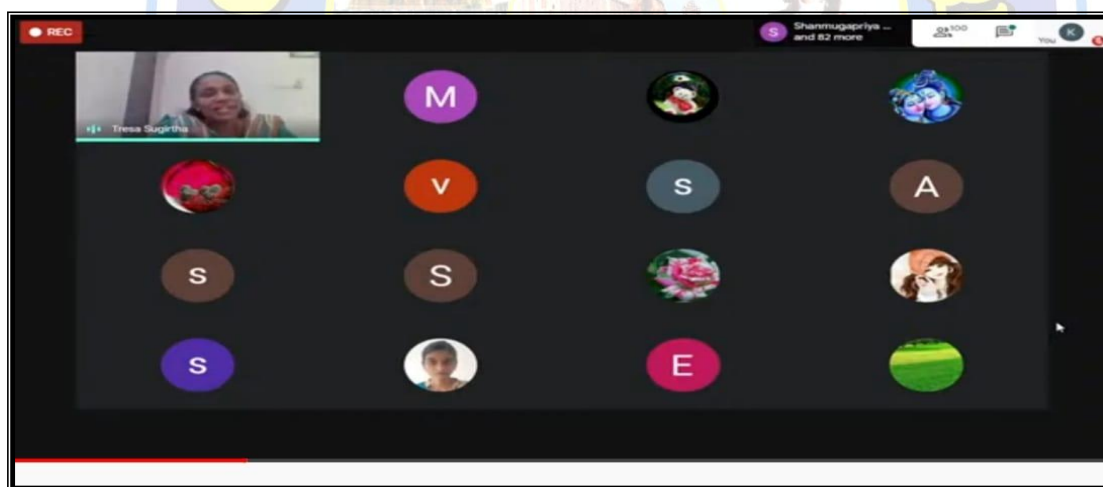 REC
S
Shanmugapriya ...
and 82 more
100
You
K
Tresa Sugirtha
M
V
S
A
S
S
S
E